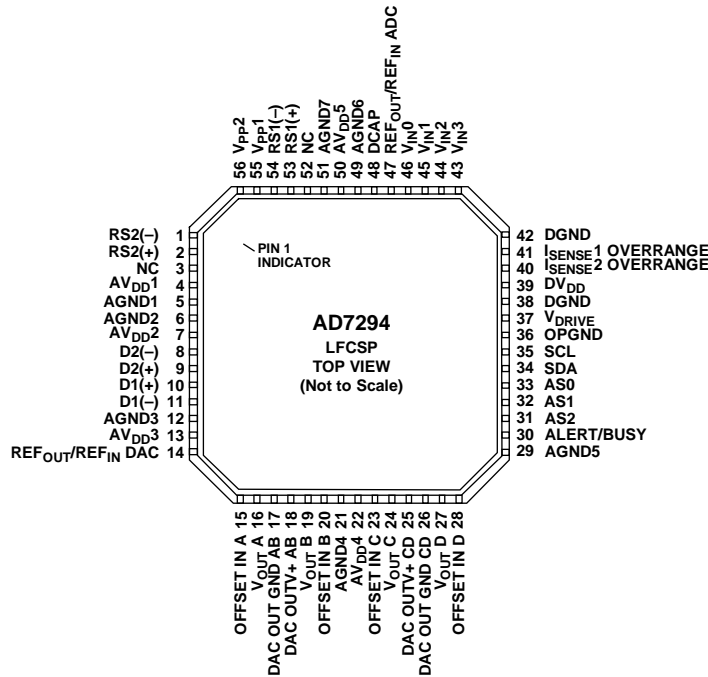 56 VPP2
55 VPP1
54 RS1(–)
53 RS1(+)
52 NC
51 AGND7
50 AVDD5
49 AGND6
48 DCAP
47 REFOUT/REFIN ADC
46 VIN0
45 VIN1
44 VIN2
43 VIN3
RS2(–) 1
RS2(+) 2
NC 3
AVDD1 4
AGND1 5
AGND2 6
AVDD2 7
D2(–) 8
D2(+) 9
D1(+) 10
D1(–) 11
AGND3 12
AVDD3 13
REFOUT/REFIN DAC 14
PIN 1
INDICATOR
AD7294
LFCSP
TOP VIEW
(Not to Scale)
42 DGND
41 ISENSE1 OVERRANGE
40 ISENSE2 OVERRANGE
39 DVDD
38 DGND
37 VDRIVE
36 OPGND
35 SCL
34 SDA
33 AS0
32 AS1
31 AS2
30 ALERT/BUSY
29 AGND5
OFFSET IN A 15
VOUT A 16
DAC OUT GND AB 17
DAC OUTV+ AB 18
VOUT B 19
OFFSET IN B 20
AGND4 21
AVDD4 22
OFFSET IN C 23
VOUT C 24
DAC OUTV+ CD 25
DAC OUT GND CD 26
VOUT D 27
OFFSET IN D 28